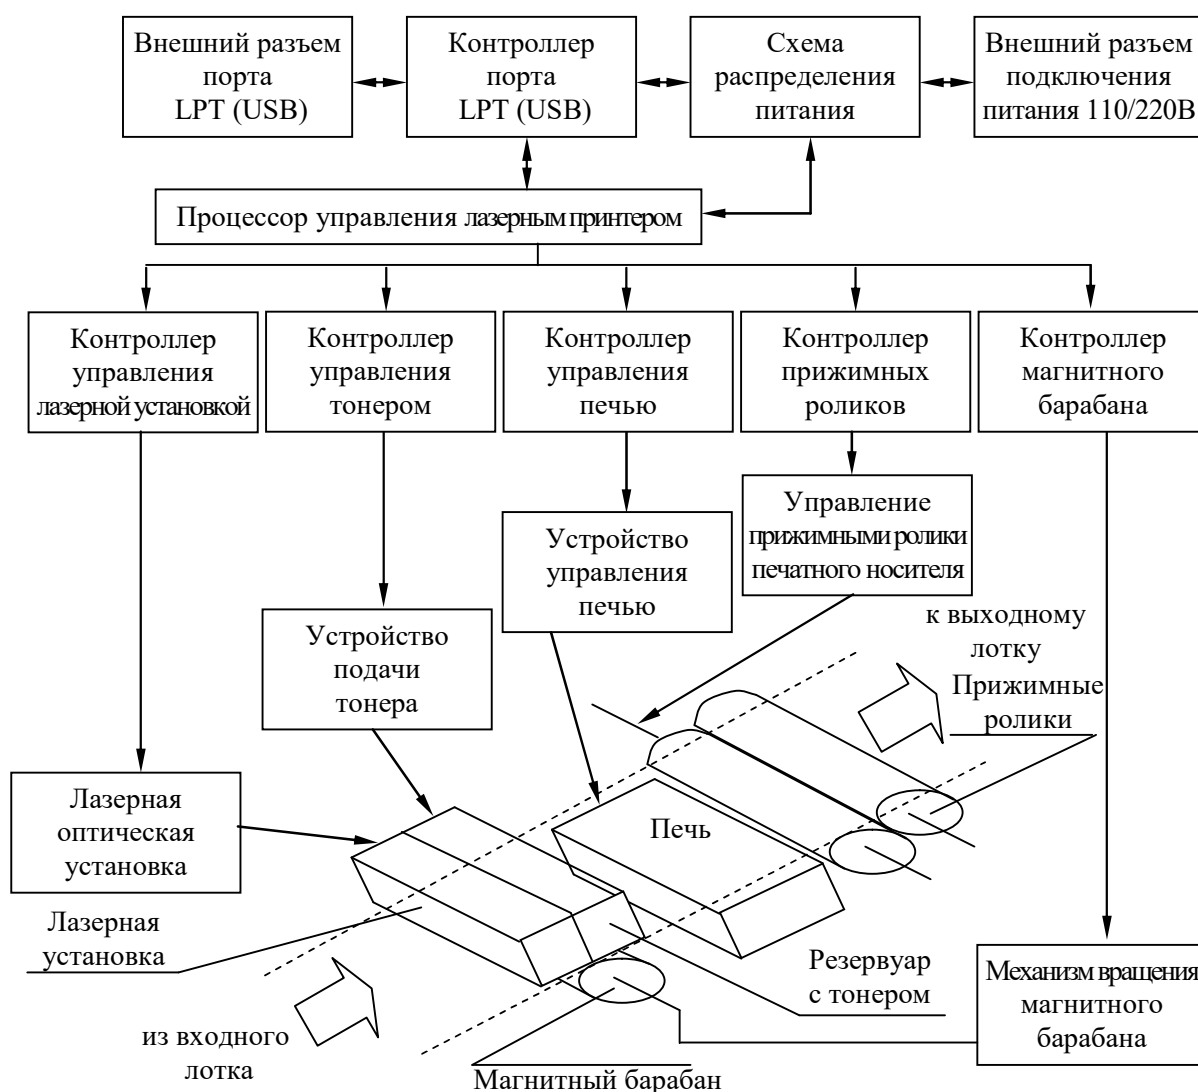 Внешний разъем
порта
LPT (USB)
Контроллер
порта
LPT (USB)
Схема
распределения
питания
Внешний разъем
подключения
питания 110/220В
Процессор управления лазерным принтером
Контроллер
управления
лазерной установкой
Контроллер
управления
тонером
Контроллер
управления
печью
Контроллер
прижимных
роликов
Контроллер
магнитного
барабана
Управление
прижимными ролики
печатного носителя
Устройство
управления
печью
Устройство
подачи
тонера
к выходному
лотку
Прижимные
ролики
Лазерная
оптическая
установка
Печь
Лазерная
установка
Резервуар
с тонером
Механизм вращения
магнитного
барабана
из входного
лотка
Магнитный барабан